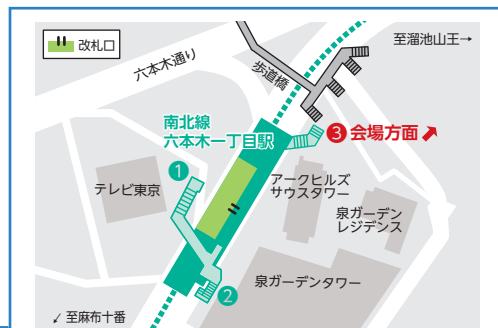 改札口
六本木通り
歩道橋
至溜池山王→
南北線
六本木一丁目駅
❸ 会場方面
❶
テレビ東京
アークヒルズ
サウスタワー
泉ガーデン
レジデンス
泉ガーデンタワー
❷
↙ 至麻布十番